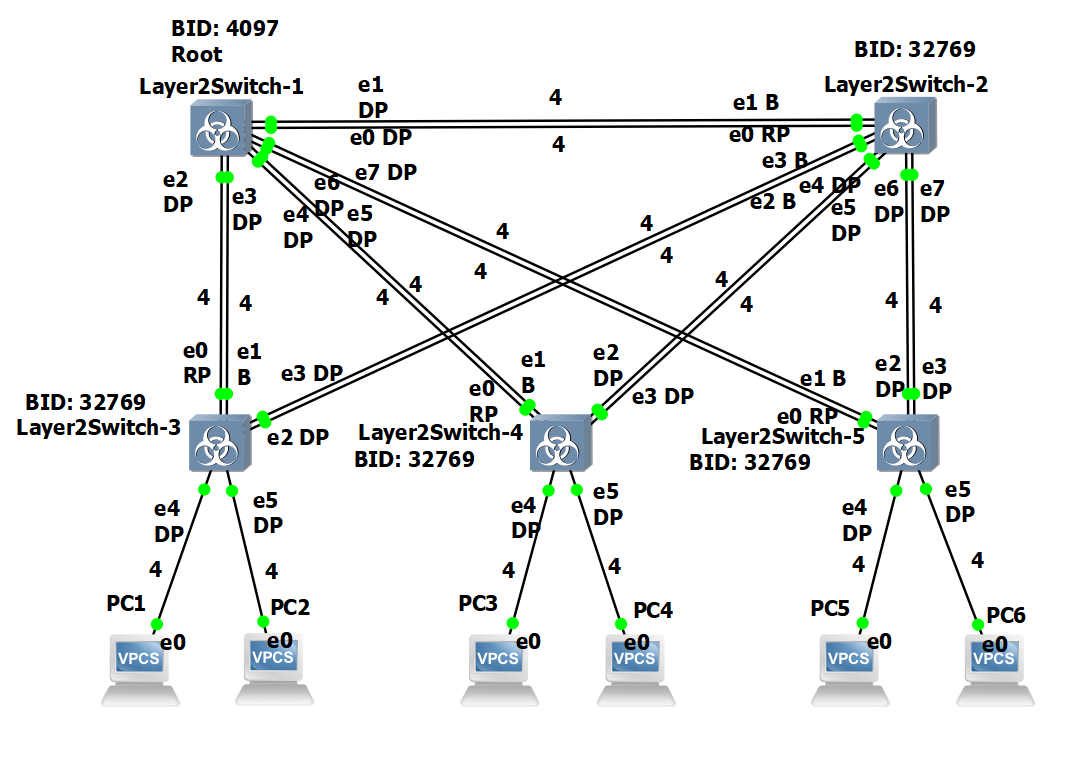 BID: 4097
Root
Layer2Switch-1
BID: 32769
Layer2Switch-2
e1
DP
4
e1 B
e0 DP
4
e0 RP
e7 DP
e3 B
e2
DP
e3
DP
e6
DP
e4
DP
e5
DP
e4 DP
e2 B
e5
DP
e6
DP
e7
DP
4
4
4
4
4
4
4
4
4
4
4
4
e0
RP
e1
B
e3 DP
e2 DP
BID: 32769
Layer2Switch-3
e0
RP
e1
B
e2
DP
e3 DP
Layer2Switch-4
BID: 32769
e1 B
e0 RP
e2
DP
e3
DP
Layer2Switch-5
BID: 32769
e4
DP
e5
DP
e4
DP
e5
DP
e4
DP
e5
DP
4
4
4
4
4
4
PC1
PC2
PC3
PC4
PC5
PC6
e0
e0
e0
e0
e0
e0
VPCS
VPCS
VPCS
VPCS
VPCS
VPCS